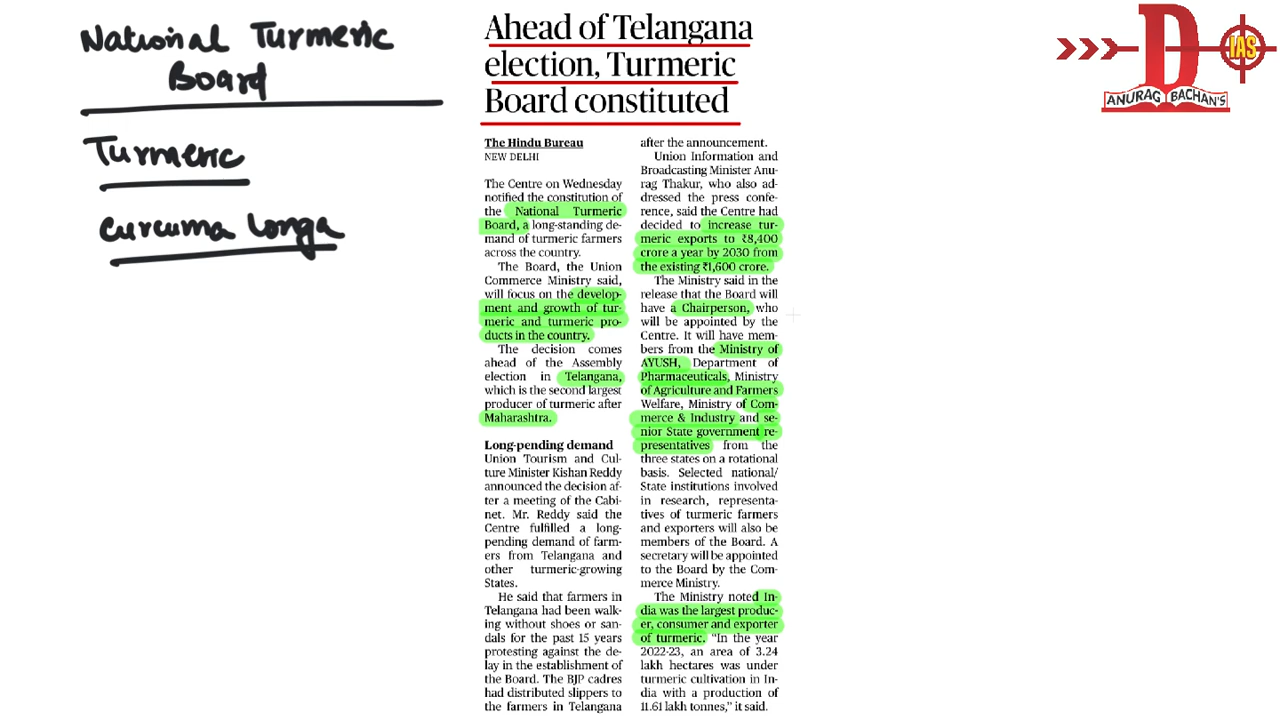 National Turmeric
Board
Turmeric
Curcuma longa
Ahead of Telangana
election, Turmeric
Board constituted
The Hindu Bureau
NEW DELHI
The Centre on Wednesday
notified the constitution of
the National Turmeric
Board, a long-standing de-
mand of turmeric farmers
across the country.
The Board, the Union
Commerce Ministry said,
will focus on the develop-
ment and growth of tur-
meric and turmeric pro-
ducts in the country.
The decision comes
ahead of the Assembly
election in Telangana,
which is the second largest
producer of turmeric after
Maharashtra.
Long-pending demand
Union Tourism and Cul-
ture Minister Kishan Reddy
announced the decision af-
ter a meeting of the Cabi-
net. Mr. Reddy said the
Centre fulfilled a long-
pending demand of farm-
ers from Telangana and
other turmeric-growing
States.
He said that farmers in
Telangana had been walk-
ing without shoes or san-
dals for the past 15 years
protesting against the de-
lay in the establishment of
the Board. The BJP cadres
had distributed slippers to
the farmers in Telangana
after the announcement.
Union Information and
Broadcasting Minister Anu-
rag Thakur, who also ad-
dressed the press confe-
rence, said the Centre had
decided to increase tur-
meric exports to ₹8,400
crore a year by 2030 from
the existing ₹1,600 crore.
The Ministry said in the
release that the Board will
have a Chairperson, who
will be appointed by the
Centre. It will have mem-
bers from the Ministry of
AYUSH, Department of
Pharmaceuticals, Ministry
of Agriculture and Farmers
Welfare, Ministry of Com-
merce & Industry and se-
nior State government re-
presentatives from the
three states on a rotational
basis. Selected national/
State institutions involved
in research, representa-
tives of turmeric farmers
and exporters will also be
members of the Board. A
secretary will be appointed
to the Board by the Com-
merce Ministry.
The Ministry noted In-
dia was the largest produc-
er, consumer and exporter
of turmeric. "In the year
2022-23, an area of 3.24
lakh hectares was under
turmeric cultivation in In-
dia with a production of
11.61 lakh tonnes," it said.
D
IAS
ANURAG BACHAN'S